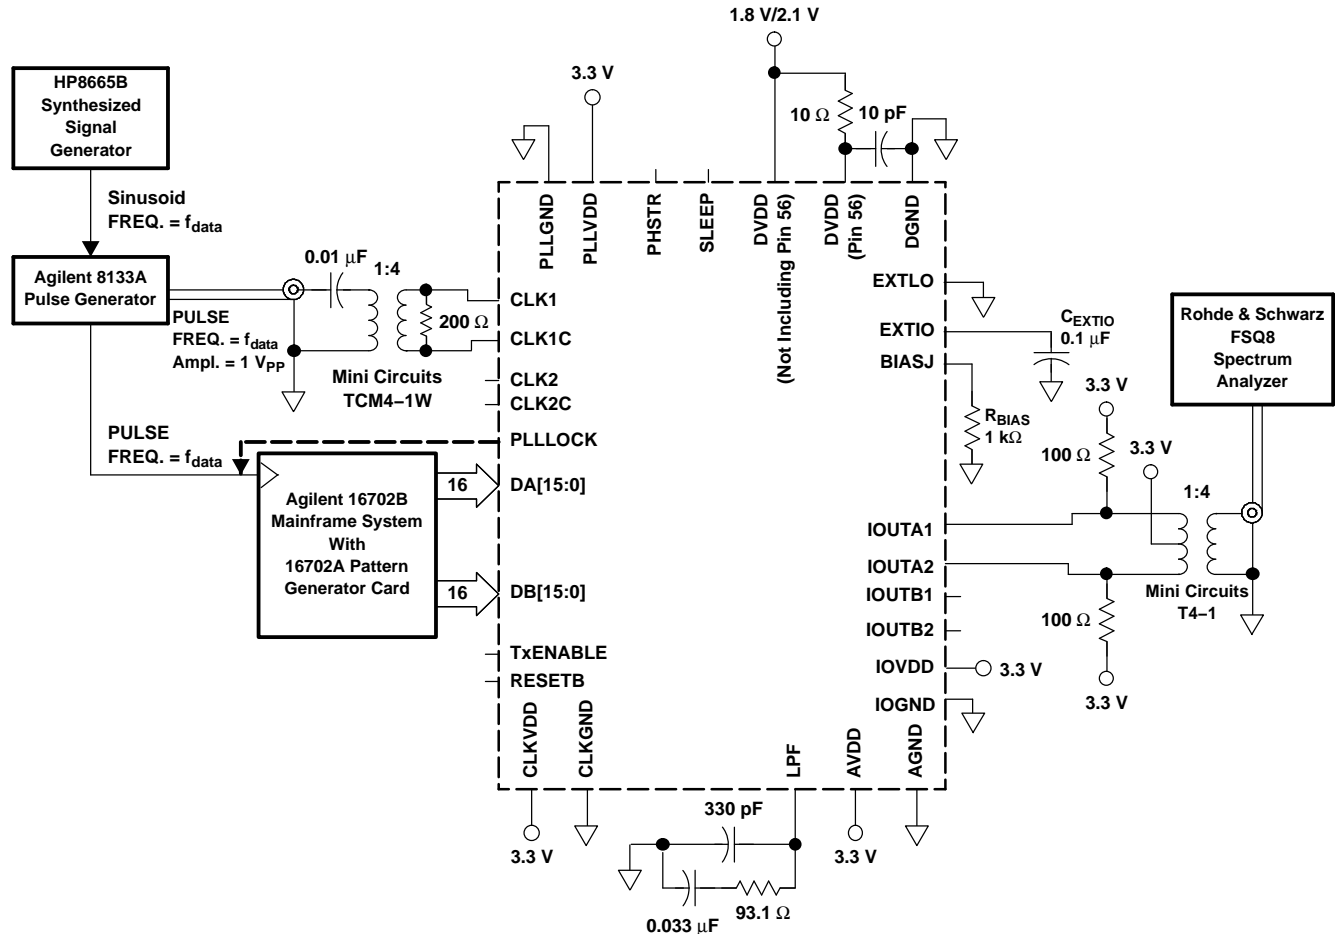 1.8 V/2.1 V
HP8665B
Synthesized
Signal
Generator
3.3 V
10 Ω
10 pF
Sinusoid
FREQ. = fdata
PLLGND
PLLVDD
PHSTR
SLEEP
DVDD
(Not Including Pin 56)
DVDD
(Pin 56)
DGND
Agilent 8133A
Pulse Generator
0.01 μF
1:4
PULSE
FREQ. = fdata
Ampl. = 1 VPP
200 Ω
Mini Circuits
TCM4−1W
CLK1
CLK1C
CLK2
CLK2C
PLLLOCK
EXTLO
EXTIO
BIASJ
CEXTIO
0.1 μF
RBIAS
1 kΩ
Rohde & Schwarz
FSQ8
Spectrum
Analyzer
3.3 V
100 Ω
3.3 V
1:4
PULSE
FREQ. = fdata
Agilent 16702B
Mainframe System
With
16702A Pattern
Generator Card
16
DA[15:0]
16
DB[15:0]
IOUTA1
IOUTA2
IOUTB1
IOUTB2
Mini Circuits
T4−1
100 Ω
3.3 V
TxENABLE
RESETB
IOVDD
3.3 V
IOGND
CLKVDD
CLKGND
LPF
AVDD
AGND
3.3 V
330 pF
3.3 V
0.033 μF
93.1 Ω